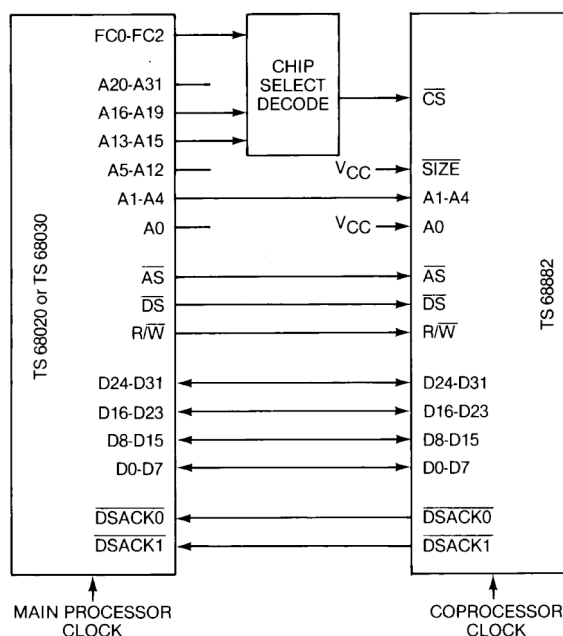 FC0-FC2
A20-A31
A16-A19
A13-A15
A5-A12
A1-A4
A0
AS
DS
R/W
D24-D31
D16-D23
D8-D15
D0-D7
DSACK0
DSACK1
TS 68020 or TS 68030
MAIN PROCESSOR
CLOCK
CHIP
SELECT
DECODE
VCC
VCC
CS
SIZE
A1-A4
A0
AS
DS
R/W
D24-D31
D16-D23
D8-D15
D0-D7
DSACK0
DSACK1
TS 68882
COPROCESSOR
CLOCK